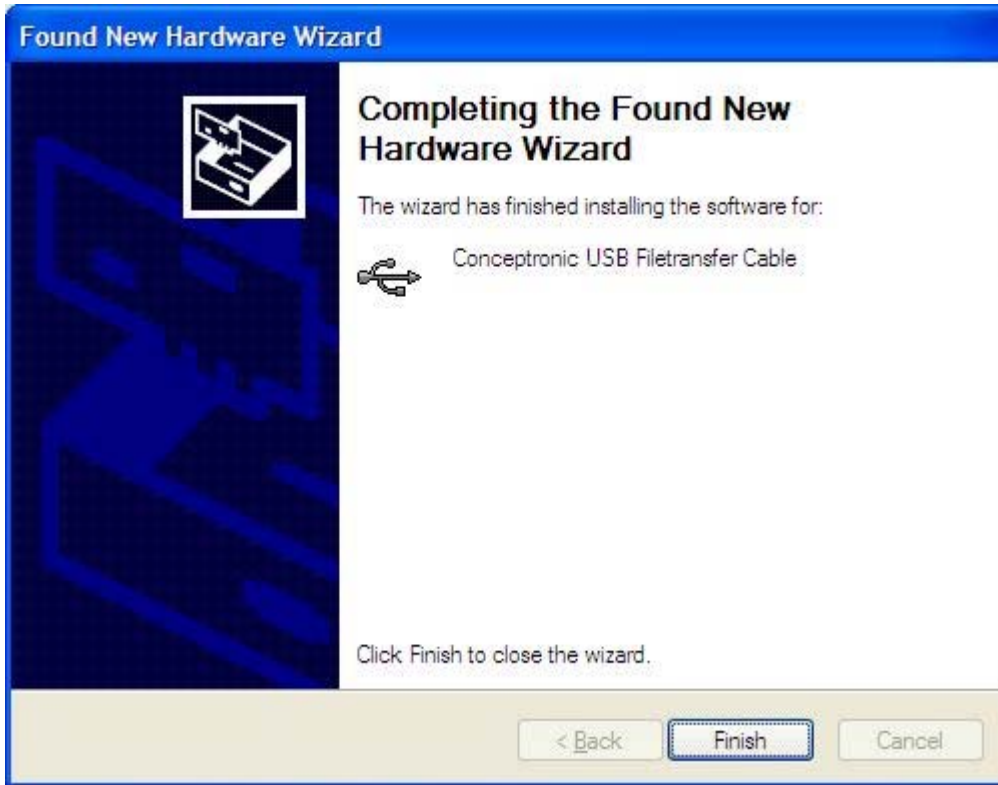 Found New Hardware Wizard
Completing the Found New
Hardware Wizard
The wizard has finished installing the software for:
Conceptronic USB Filetransfer Cable
Click Finish to close the wizard.
< Back Finish Cancel